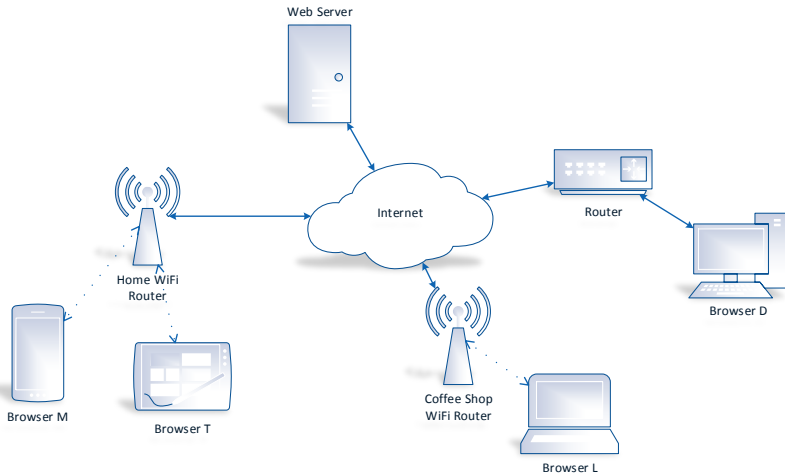 Web Server
Internet
Router
Home WiFi
Router
Browser D
Coffee Shop
WiFi Router
Browser M
Browser T
Browser L